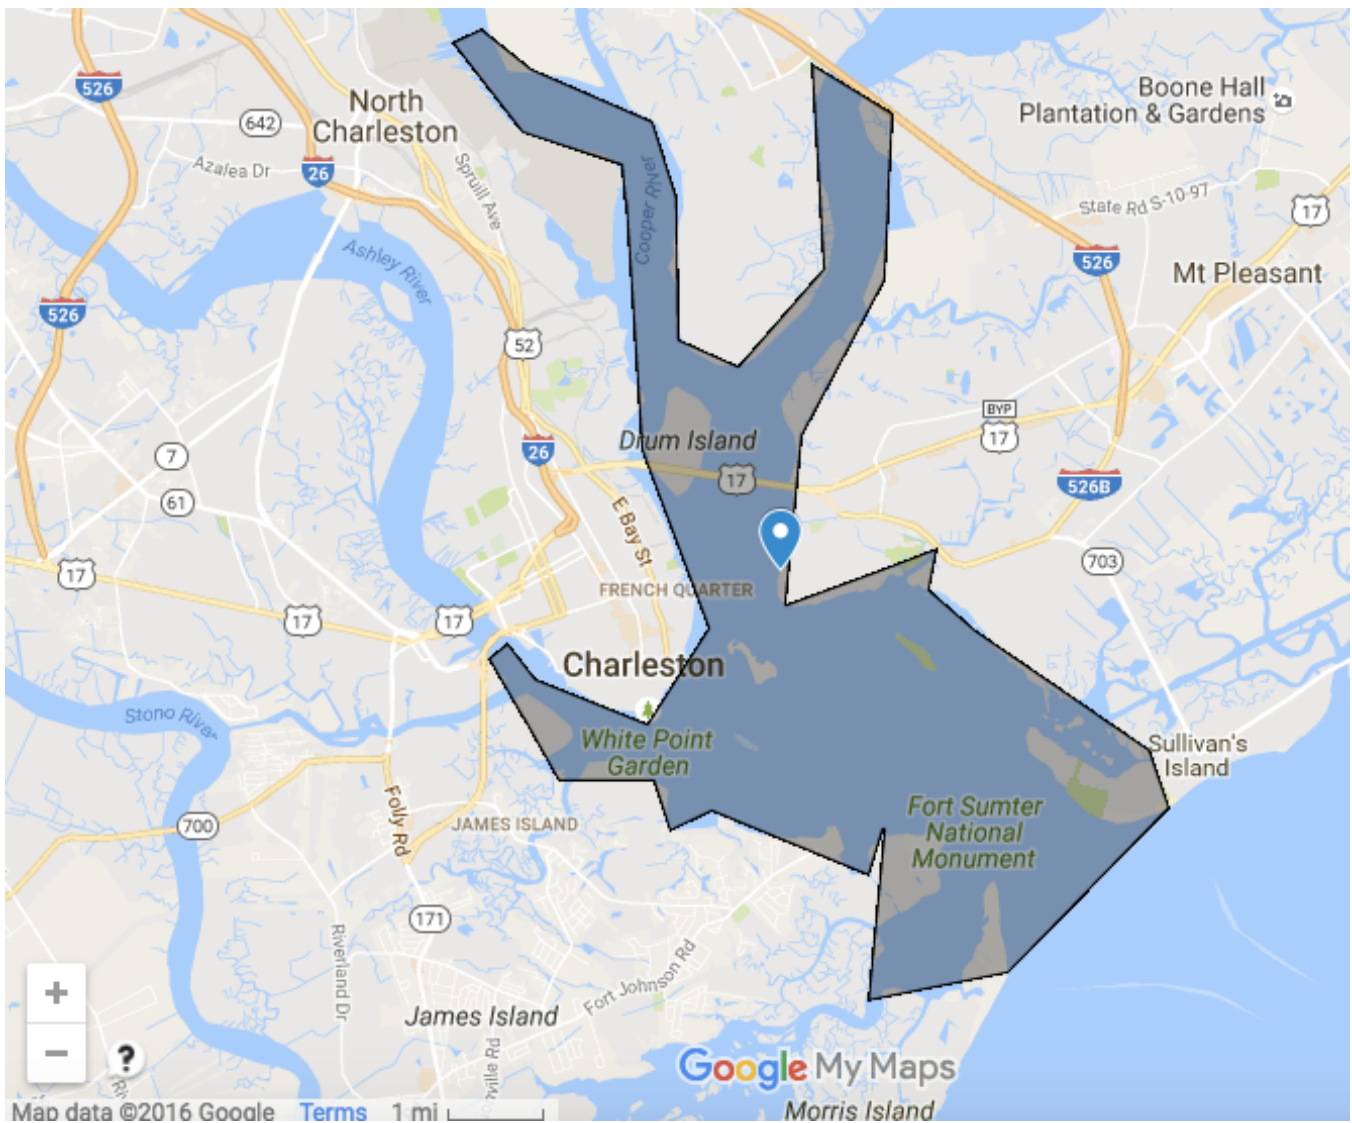 Boone Hall
Plantation & Gardens
526
North
Charleston
642
Azalea Dr
26
Spruill Ave
Cooper River
State Rd S-10-97
17
Ashley River
526
Mt Pleasant
526
52
BYP
17
Drum Island
7
26
17
526B
61
E Bay St
703
17
FRENCH QUARTER
17
17
Charleston
Stono River
White Point
Garden
Sullivan's
Island
Fort Sumter
National
Monument
Folly Rd
700
JAMES ISLAND
171
Riverland Dr
Fort Johnson Rd
James Island
+
−
?
Google My Maps
Map data ©2016 Google Terms 1 mi
Morris Island